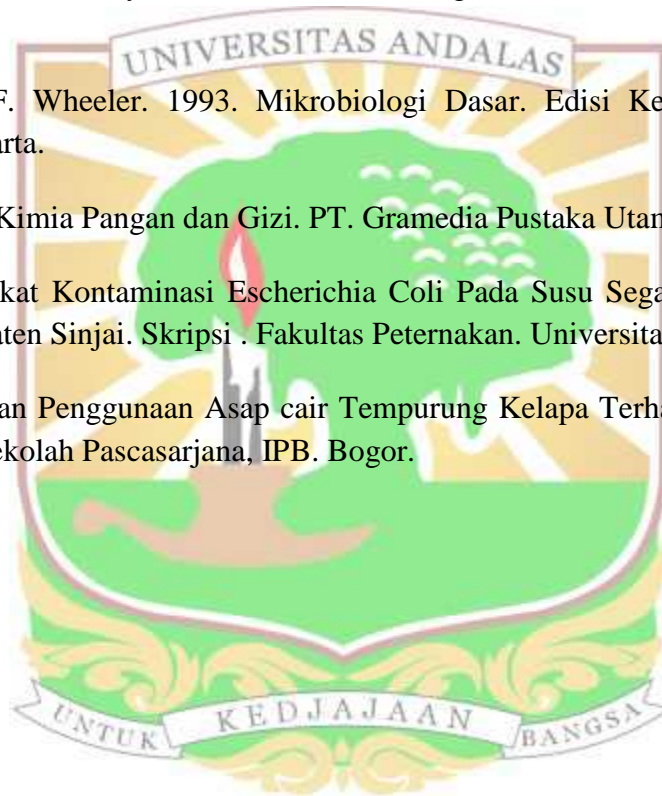 UNIVERSITAS ANDALAS
F. Wheeler. 1993. Mikrobiologi Dasar. Edisi Ke
arta.
Kimia Pangan dan Gizi. PT. Gramedia Pustaka Utan
kat Kontaminasi Escherichia Coli Pada Susu Sega
aten Sinjai. Skripsi . Fakultas Peternakan. Universita
an Penggunaan Asap cair Tempurung Kelapa Terha
ekolah Pascasarjana, IPB. Bogor.
UNTUK KEDJAJAAN BANGSA